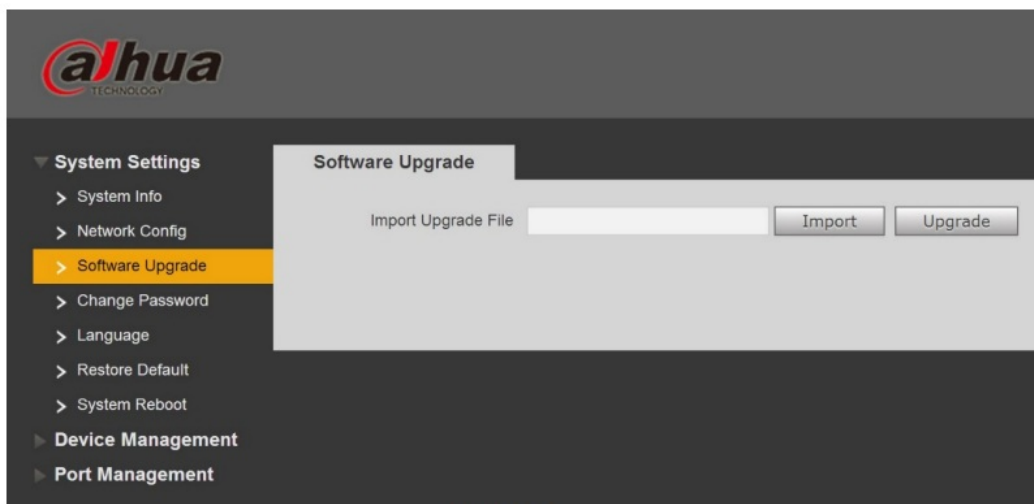 alhua
TECHNOLOGY
System Settings
System Info
Network Config
Software Upgrade
Change Password
Language
Restore Default
System Reboot
Device Management
Port Management
Software Upgrade
Import Upgrade File
Import
Upgrade